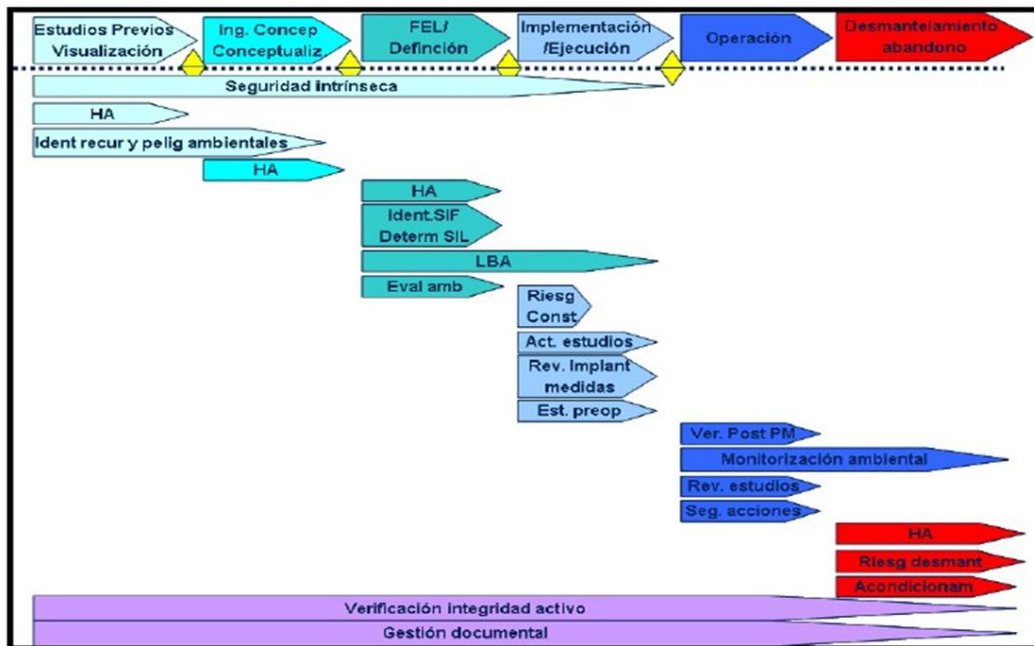 Estudios Previos
Visualización
Ing. Concep
Conceptualiz.
FEL/
Definción
Implementación
/Ejecución
Operación
Desmantelamiento
abandono
Seguridad intrínseca
HA
Ident recur y pelig ambientales
HA
HA
Ident.SIF
Determ SIL
LBA
Eval amb
Riesg
Const
Act. estudios
Rev. Implant
medidas
Est. preop
Ver. Post PM
Monitorización ambiental
Rev. estudios
Seg. acciones
HA
Riesg desmant
Acondicionam.
Verificación integridad activo
Gestión documental